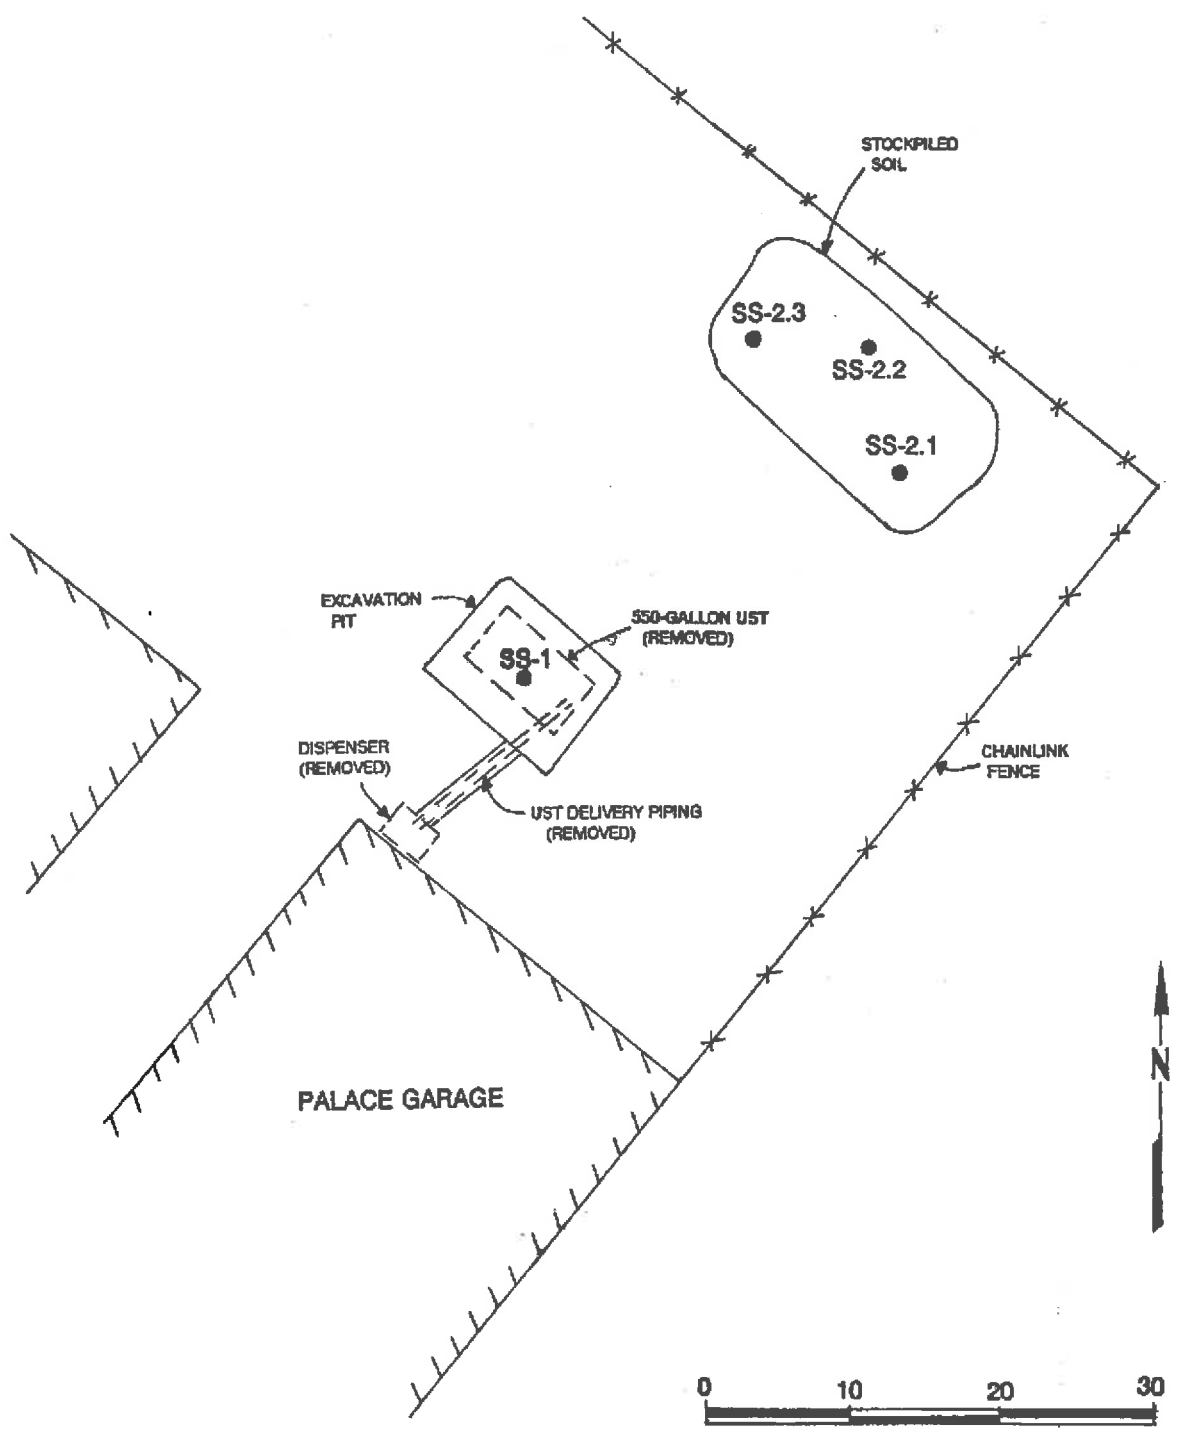 STOCKPILED
SOIL
SS-2.3
SS-2.2
SS-2.1
EXCAVATION
PIT
550-GALLON UST
(REMOVED)
SS-1
DISPENSER
(REMOVED)
CHAINLINK
FENCE
UST DELIVERY PIPING
(REMOVED)
N
PALACE GARAGE
0 10 20 30